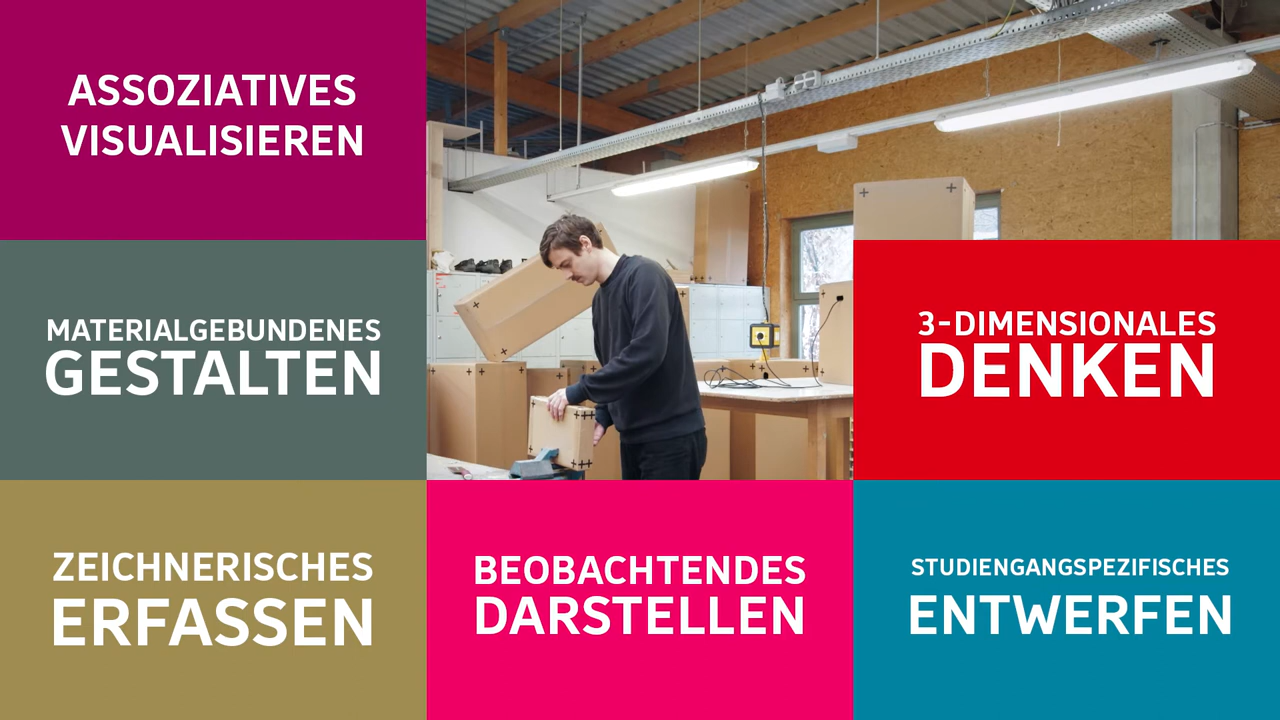 ASSOZIATIVES
VISUALISIEREN
MATERIALGEBUNDENES
GESTALTEN
3-DIMENSIONALES
DENKEN
ZEICHNERISCHES
ERFASSEN
BEOBACHTENDES
DARSTELLEN
STUDIENGANGSPEZIFISCHES
ENTWERFEN